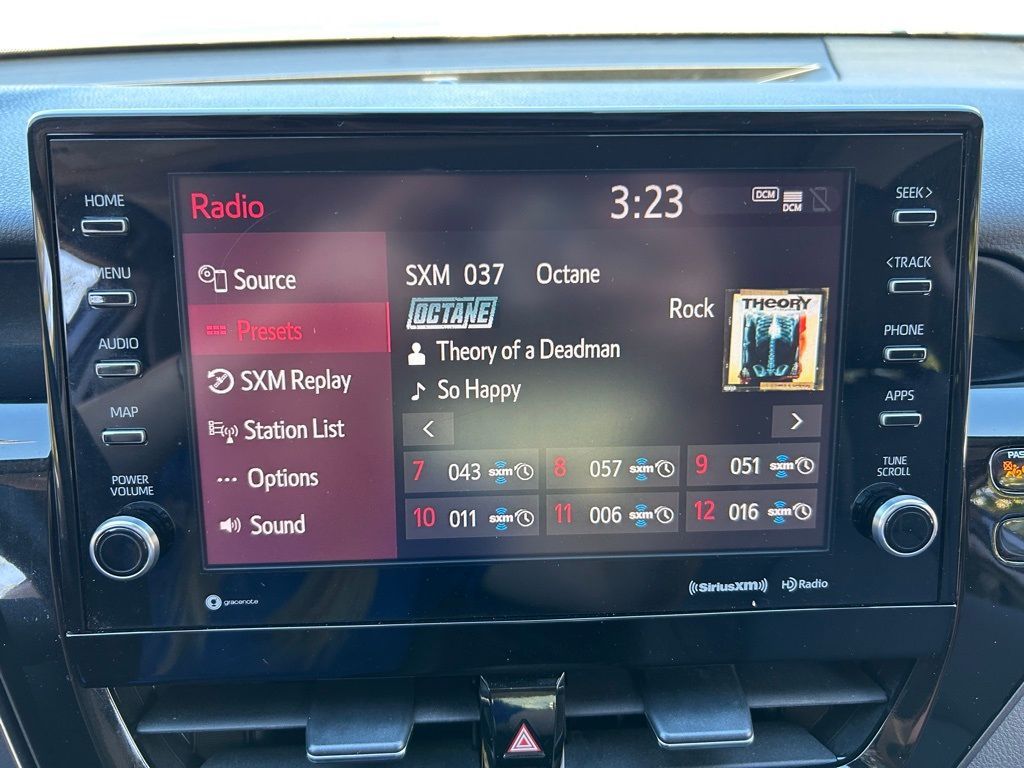 HOME
MENU
AUDIO
MAP
POWER
VOLUME
Radio
3:23
DCM
DCM
Source
Presets
SXM Replay
Station List
Options
Sound
SXM 037 Octane
OCTANE
Rock
THEORY
Theory of a Deadman
So Happy
<
>
7 043 sxm
8 057 sxm
9 051 sxm
10 011 sxm
11 006 sxm
12 016 sxm
SEEK>
<TRACK
PHONE
APPS
TUNE
SCROLL
gracenote
SiriusXM
HD Radio